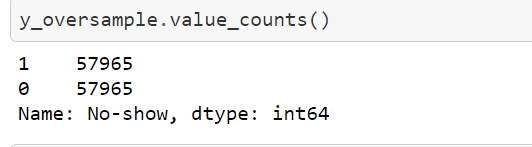 y_oversample.value_counts()
1    57965
0    57965
Name: No-show, dtype: int64